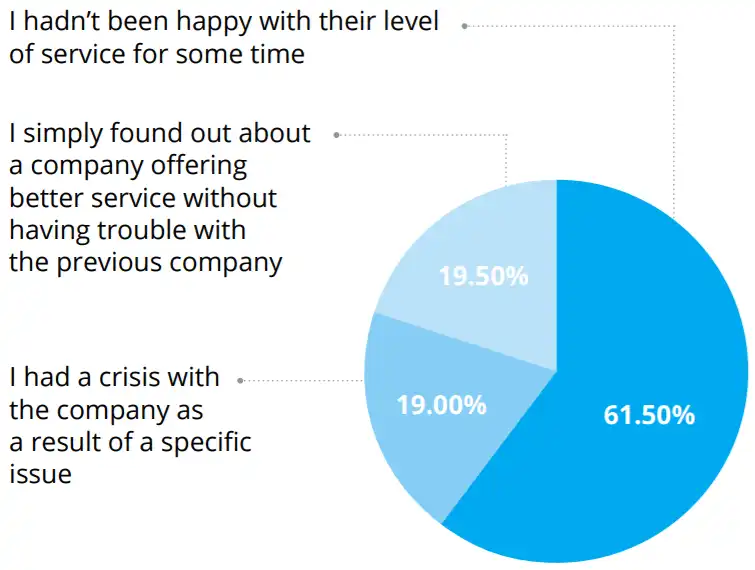 I hadn’t been happy with their level
of service for some time
I simply found out about
a company offering
better service without
having trouble with
the previous company
19.50%
I had a crisis with
the company as
a result of a specific
issue
19.00%
61.50%